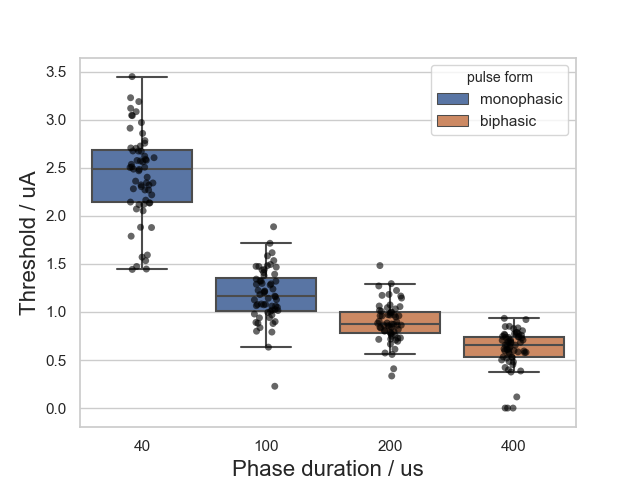 3.5
3.0
2.5
2.0
1.5
1.0
0.5
0.0
Threshold / uA
pulse form
monophasic
biphasic
40 100 200 400
Phase duration / us